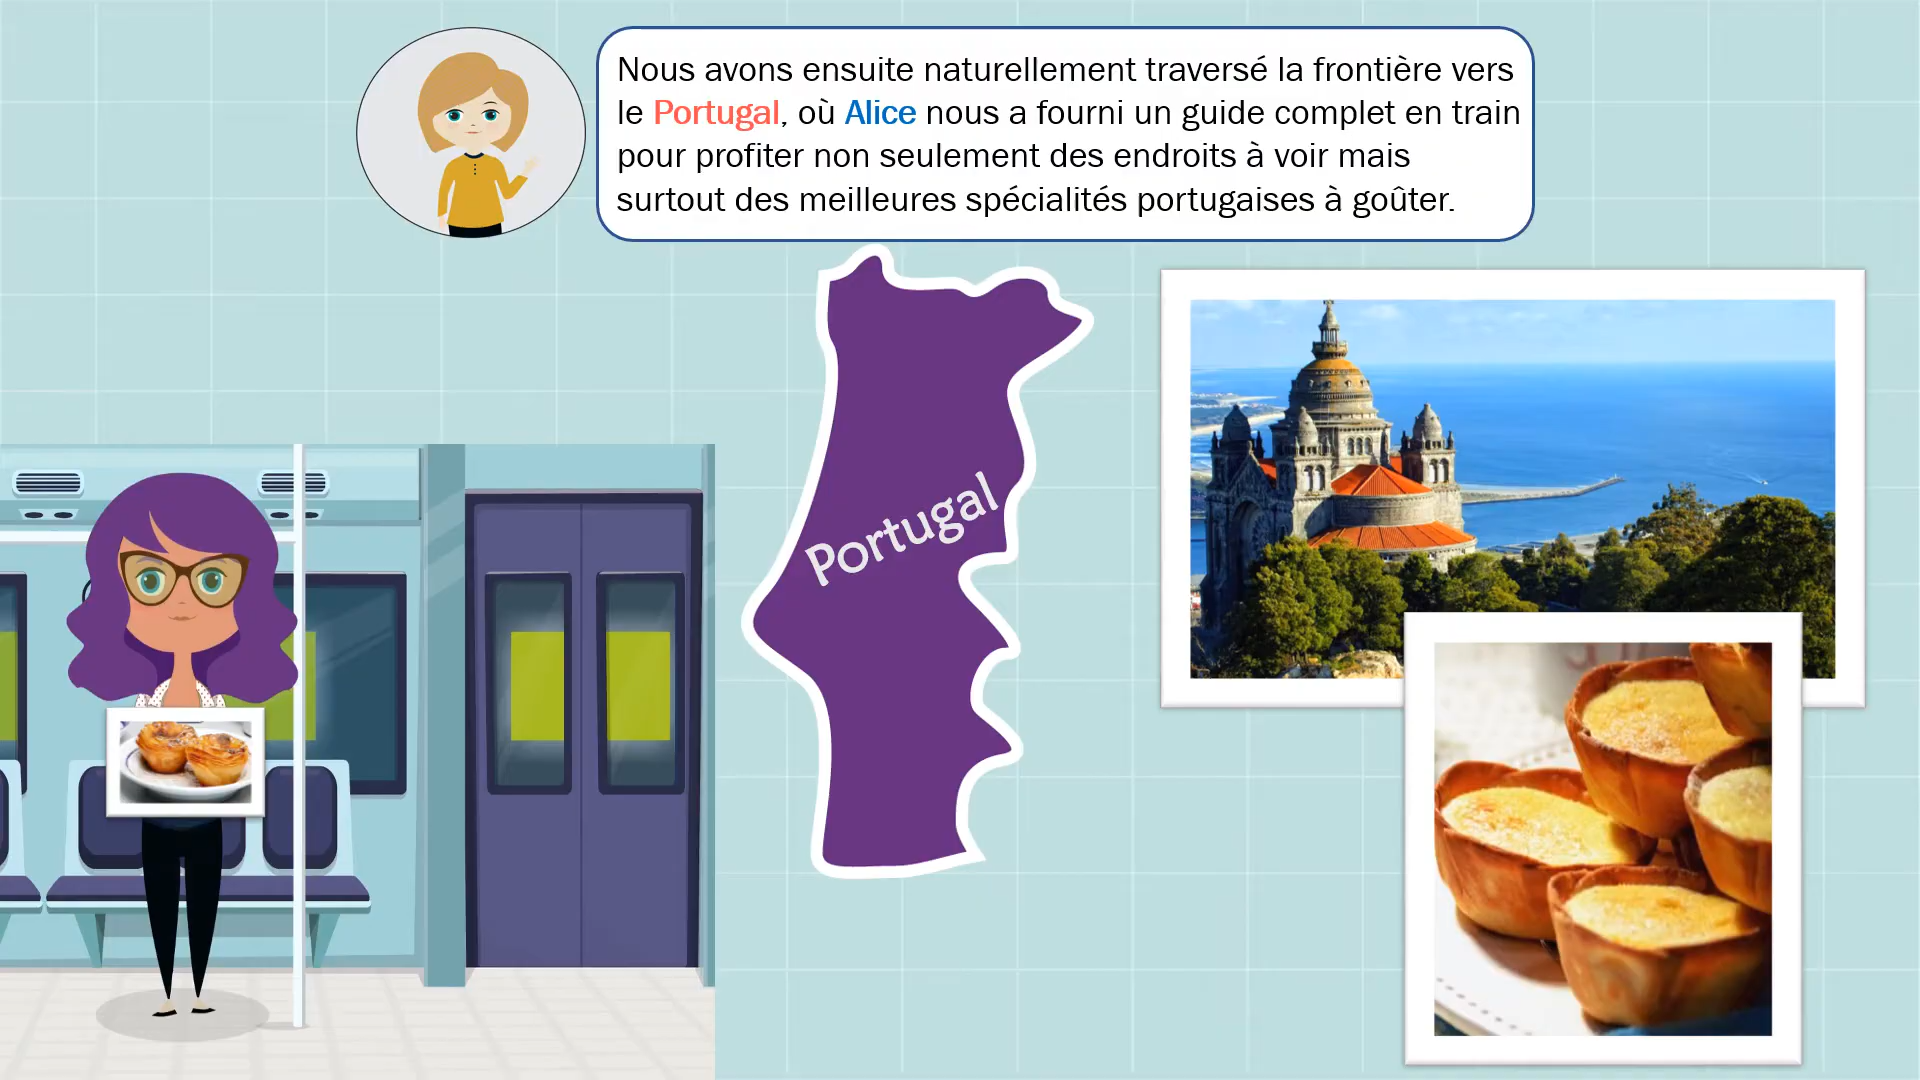 Nous avons ensuite naturellement traversé la frontière vers
le Portugal, où Alice nous a fourni un guide complet en train
pour profiter non seulement des endroits à voir mais
surtout des meilleures spécialités portugaises à goûter.
Portugal